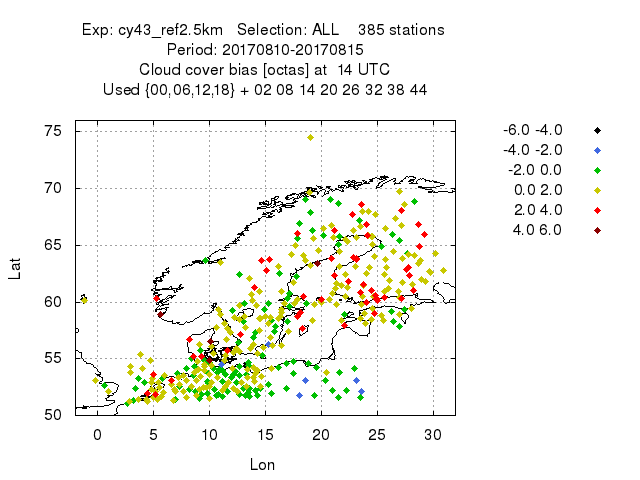 Exp: cy43_ref2.5km Selection: ALL 385 stations
Period: 20170810-20170815
Cloud cover bias [octas] at 14 UTC
Used {00,06,12,18} + 02 08 14 20 26 32 38 44
75
70
65
60
55
50
Lat
0 5 10 15 20 25 30
Lon
-6.0 -4.0
-4.0 -2.0
-2.0 0.0
0.0 2.0
2.0 4.0
4.0 6.0